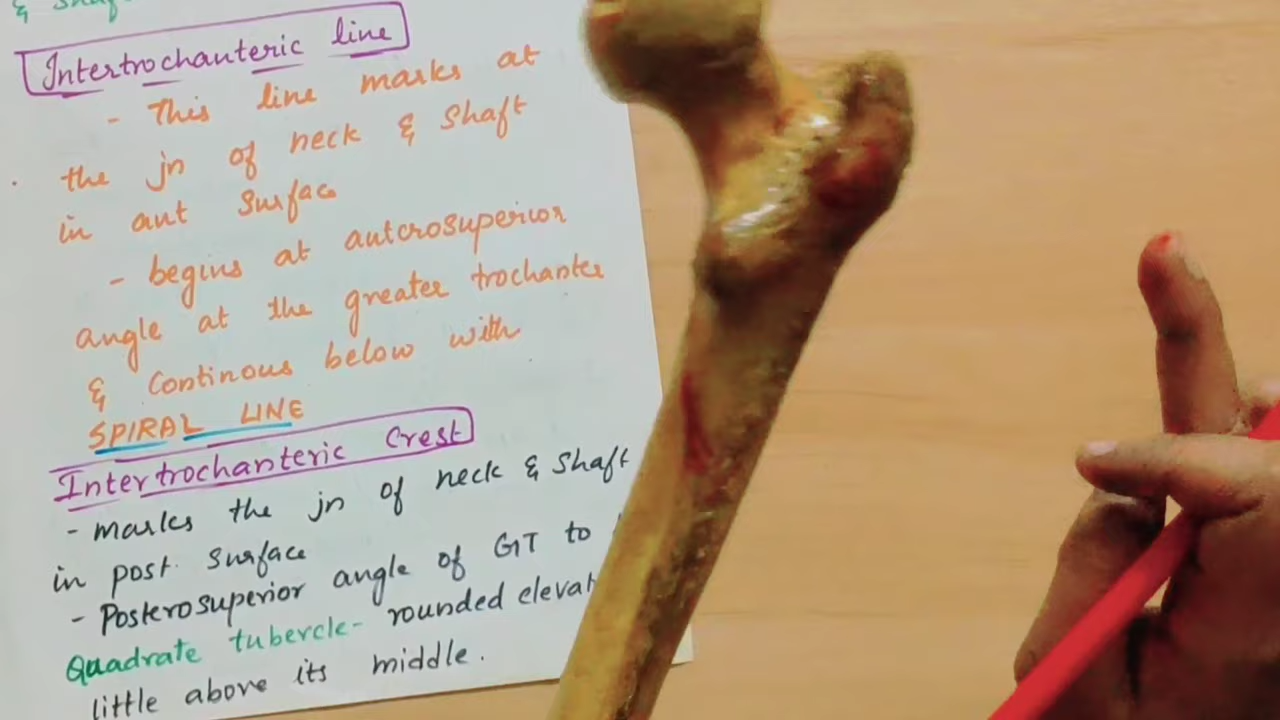 & Shaf
Intertrochanteric line
- This line marks at
the jn of neck & Shaft
in ant Surface
- begins at anterosuperior
angle at the greater trochanter
& Continous below with
SPIRAL LINE
Intertrochanteric Crest
- marks the jn of neck & Shaft
in post. Surface
- Posterosuperior angle of GT to
Quadrate tubercle - rounded elevat
little above its middle.